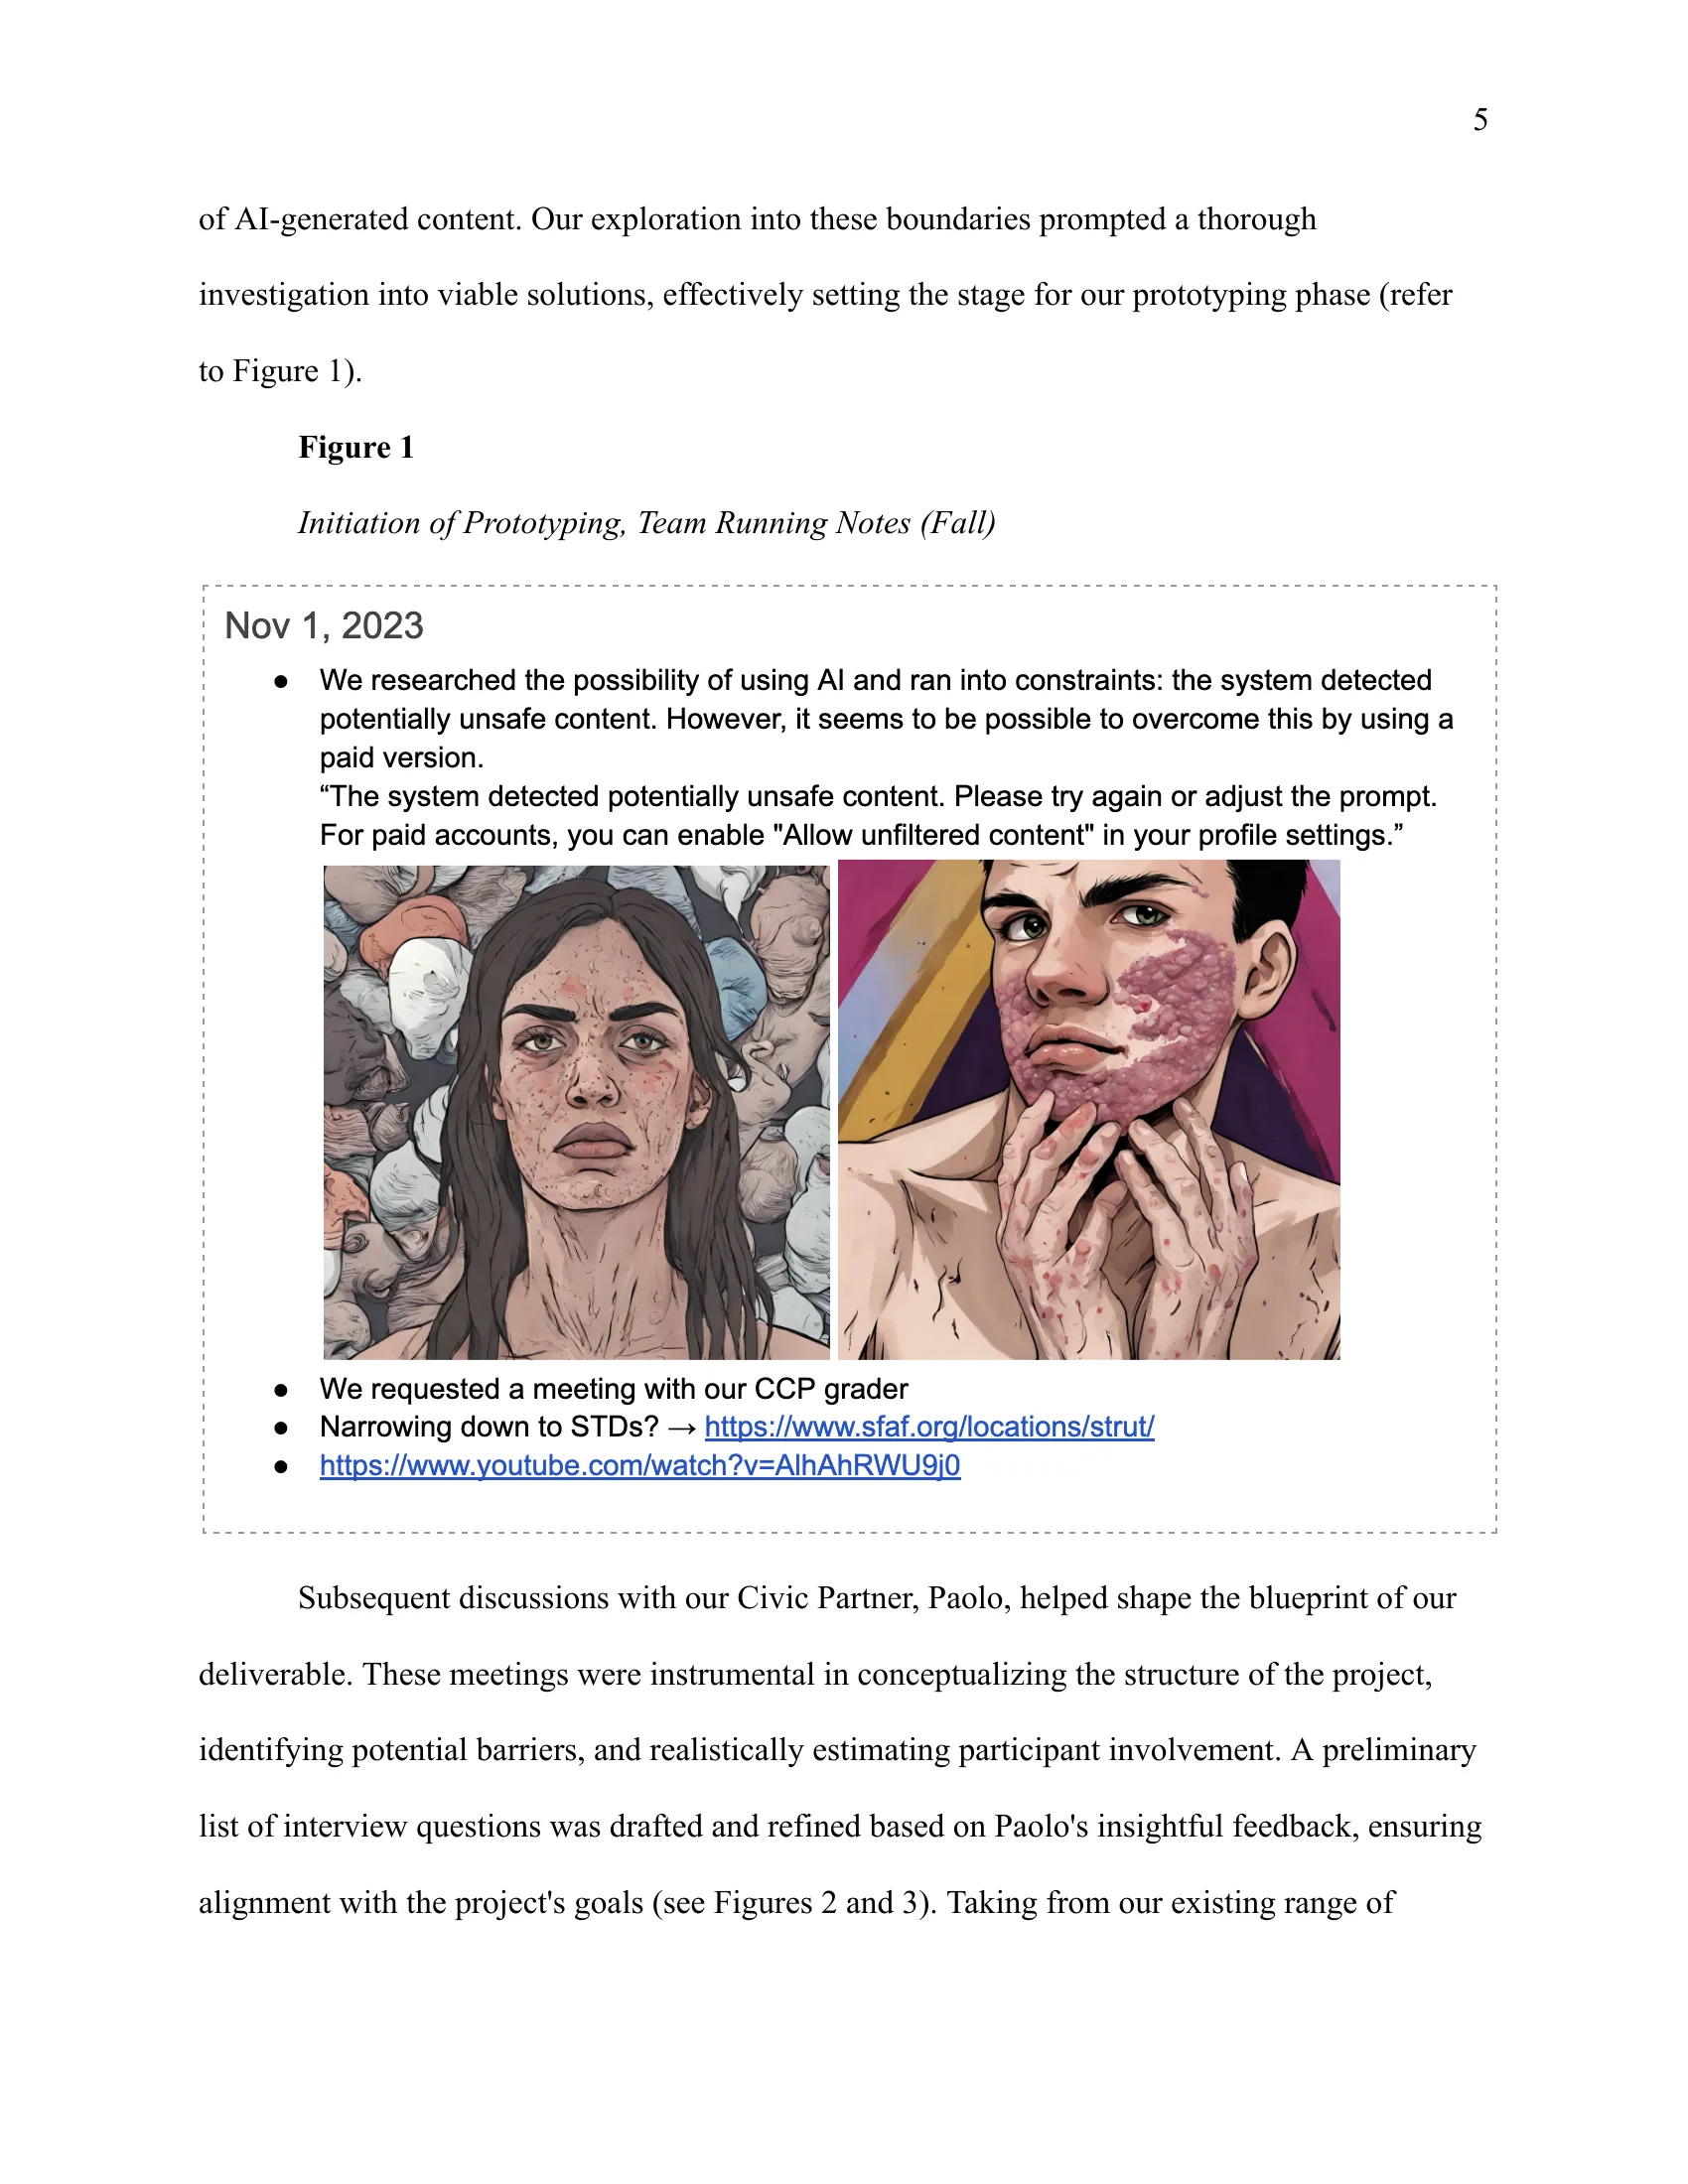 5
of AI-generated content. Our exploration into these boundaries prompted a thorough
investigation into viable solutions, effectively setting the stage for our prototyping phase (refer
to Figure 1).
Figure 1
Initiation of Prototyping, Team Running Notes (Fall)
Nov 1, 2023
● We researched the possibility of using AI and ran into constraints: the system detected
potentially unsafe content. However, it seems to be possible to overcome this by using a
paid version.
“The system detected potentially unsafe content. Please try again or adjust the prompt.
For paid accounts, you can enable "Allow unfiltered content" in your profile settings.”
● We requested a meeting with our CCP grader
● Narrowing down to STDs? → https://www.sfaf.org/locations/strut/
● https://www.youtube.com/watch?v=AlhAhRWU9j0
Subsequent discussions with our Civic Partner, Paolo, helped shape the blueprint of our
deliverable. These meetings were instrumental in conceptualizing the structure of the project,
identifying potential barriers, and realistically estimating participant involvement. A preliminary
list of interview questions was drafted and refined based on Paolo's insightful feedback, ensuring
alignment with the project's goals (see Figures 2 and 3). Taking from our existing range of